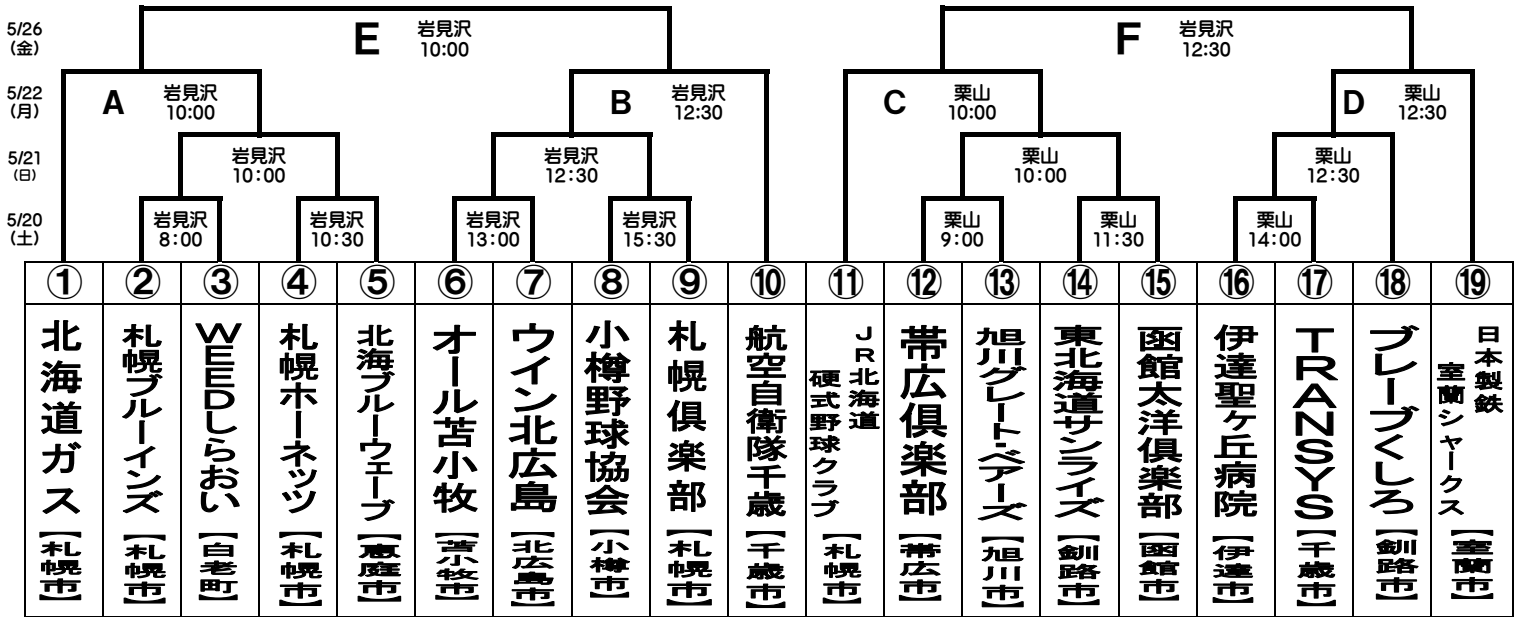 5/26
(金)
E
岩見沢
10:00
F
岩見沢
12:30
5/22
(月)
A
岩見沢
10:00
B
岩見沢
12:30
C
栗山
10:00
D
栗山
12:30
5/21
(日)
岩見沢
10:00
岩見沢
12:30
栗山
10:00
栗山
12:30
5/20
(土)
岩見沢
8:00
岩見沢
10:30
岩見沢
13:00
岩見沢
15:30
栗山
9:00
栗山
11:30
栗山
14:00
①
②
③
④
⑤
⑥
⑦
⑧
⑨
⑩
⑪
⑫
⑬
⑭
⑮
⑯
⑰
⑱
⑲
北海道ガス【札幌市】
札幌ブルーインズ【札幌市】
WEEDしらおい【白老町】
札幌ホーネッツ【札幌市】
北海ブルーウェーブ【恵庭市】
オール苫小牧【苫小牧市】
ウイン北広島【北広島市】
小樽野球協会【小樽市】
札幌倶楽部【札幌市】
航空自衛隊千歳【千歳市】
JR北海道
硬式野球クラブ
【札幌市】
帯広倶楽部【帯広市】
旭川グレート・ベアーズ【旭川市】
東北海道サンライズ【釧路市】
函館太洋倶楽部【函館市】
伊達聖ヶ丘病院【伊達市】
TRANSYS【千歳市】
ブレーブくしろ【釧路市】
日本製鉄
室蘭シャークス
【室蘭市】